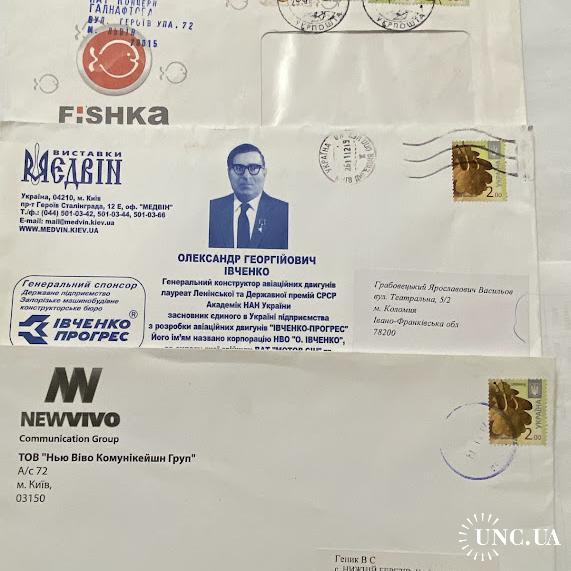 ГАЛНАФТОГА
ВУЛ. ГЕРОЇВ УПА. 72
М. ЛЬВІВ
79015
УКРПОШТА
FiSHKA
ВИСТАВКИ
МЕДВІН
Україна, 04210, м. Київ
пр-т Героїв Сталінграда, 12 Е, оф. "МЕДВІН"
Т./ф.: (044) 501-03-42, 501-03-44, 501-03-66
E-mail: mail@medvin.kiev.ua
WWW.MEDVIN.KIEV.UA
Генеральний спонсор
Державне підприємство
Запорізьке машинобудівне
конструкторське бюро
ІВЧЕНКО
ПРОГРЕС®
ОЛЕКСАНДР ГЕОРГІЙОВИЧ
ІВЧЕНКО
Генеральний конструктор авіаційних двигунів
лауреат Ленінської та Державної премій СРСР
Академік НАН України
засновник єдиного в Україні підприємства
з розробки авіаційних двигунів "ІВЧЕНКО-ПРОГРЕС"
Його ім'ям названо корпорацію НВО "О. ІВЧЕНКО",
УКРАЇНА
2.00
Грабовецький Ярославович Васильов
вул. Театральна, 5/2
м. Коломия
Івано-Франківська обл
78200
NEWVIVO
Communication Group
ТОВ "Нью Віво Комунікейшн Груп"
А/с 72
м. Київ,
03150
УКРАЇНА
2.00
Геник В С
UNC.UA